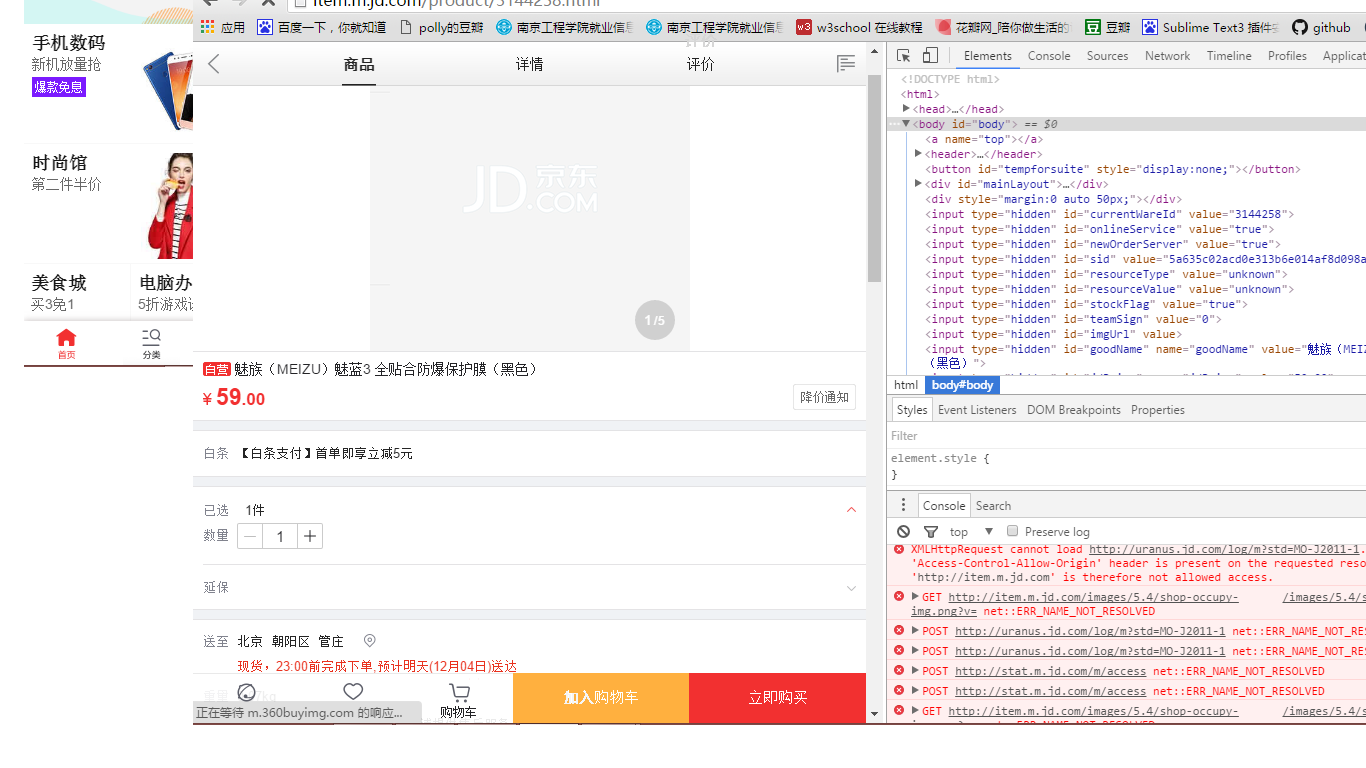 手机数码
新机放量抢
爆款免息
时尚馆
第二件半价
美食城
买3免1
电脑办
5折游戏
首页
分类
item.m.jd.com/product/3144258.html
应用
百度一下，你就知道
polly的豆瓣
南京工程学院就业信息
南京工程学院就业信息
w3school 在线教程
花瓣网_陪你做生活的
豆瓣
Sublime Text3 插件安
github
商品
详情
评价
JD.COM 京东
1/5
自营 魅族（MEIZU）魅蓝3 全贴合防爆保护膜（黑色）
¥ 59.00
降价通知
白条 【白条支付】首单即享立减5元
已选 1件
数量 1
延保
送至 北京 朝阳区 管庄
现货，23:00前完成下单,预计明天(12月04日)送达
正在等待 m.360buyimg.com 的响应...
购物车
加入购物车
立即购买
Elements Console Sources Network Timeline Profiles Applicat
<!DOCTYPE html>
<html>
<head>…</head>
<body id="body"> == $0
<a name="top"></a>
<header>…</header>
<button id="tempforsuite" style="display:none;"></button>
<div id="mainLayout">…</div>
<div style="margin:0 auto 50px;"></div>
<input type="hidden" id="currentWareId" value="3144258">
<input type="hidden" id="onlineService" value="true">
<input type="hidden" id="newOrderServer" value="true">
<input type="hidden" id="sid" value="5a635c02acd0e313b6e014af8d098a
<input type="hidden" id="resourceType" value="unknown">
<input type="hidden" id="resourceValue" value="unknown">
<input type="hidden" id="stockFlag" value="true">
<input type="hidden" id="teamSign" value="0">
<input type="hidden" id="imgUrl" value>
<input type="hidden" id="goodName" name="goodName" value="魅族（MEIZ
（黑色）">
html body#body
Styles Event Listeners DOM Breakpoints Properties
Filter
element.style {
}
Console Search
top Preserve log
XMLHttpRequest cannot load http://uranus.jd.com/log/m?std=MO-J2011-1.
'Access-Control-Allow-Origin' header is present on the requested reso
'http://item.m.jd.com' is therefore not allowed access.
GET http://item.m.jd.com/images/5.4/shop-occupy- /images/5.4/s
img.png?v= net::ERR_NAME_NOT_RESOLVED
POST http://uranus.jd.com/log/m?std=MO-J2011-1 net::ERR_NAME_NOT_RES
POST http://uranus.jd.com/log/m?std=MO-J2011-1 net::ERR_NAME_NOT_RES
POST http://stat.m.jd.com/m/access net::ERR_NAME_NOT_RESOLVED
POST http://stat.m.jd.com/m/access net::ERR_NAME_NOT_RESOLVED
GET http://item.m.jd.com/images/5.4/shop-occupy- /images/5.4/s